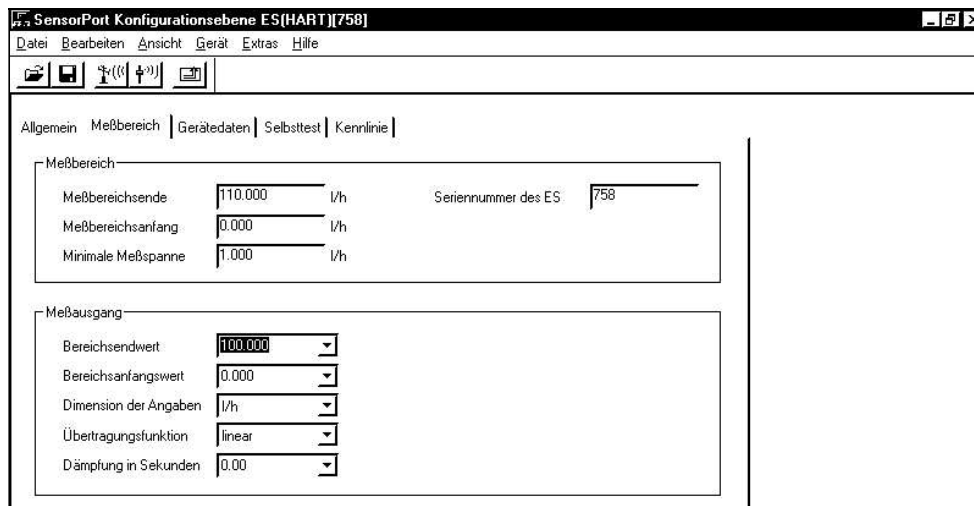 SensorPort Konfigurationsebene ES(HART)[758]
Datei Bearbeiten Ansicht Gerät Extras Hilfe
Allgemein Meßbereich Gerätedaten Selbsttest Kennlinie
Meßbereich
Meßbereichsende 110.000 l/h Seriennummer des ES 758
Meßbereichsanfang 0.000 l/h
Minimale Meßspanne 1.000 l/h
Meßausgang
Bereichsendwert 100.000
Bereichsanfangswert 0.000
Dimension der Angaben l/h
Übertragungsfunktion linear
Dämpfung in Sekunden 0.00